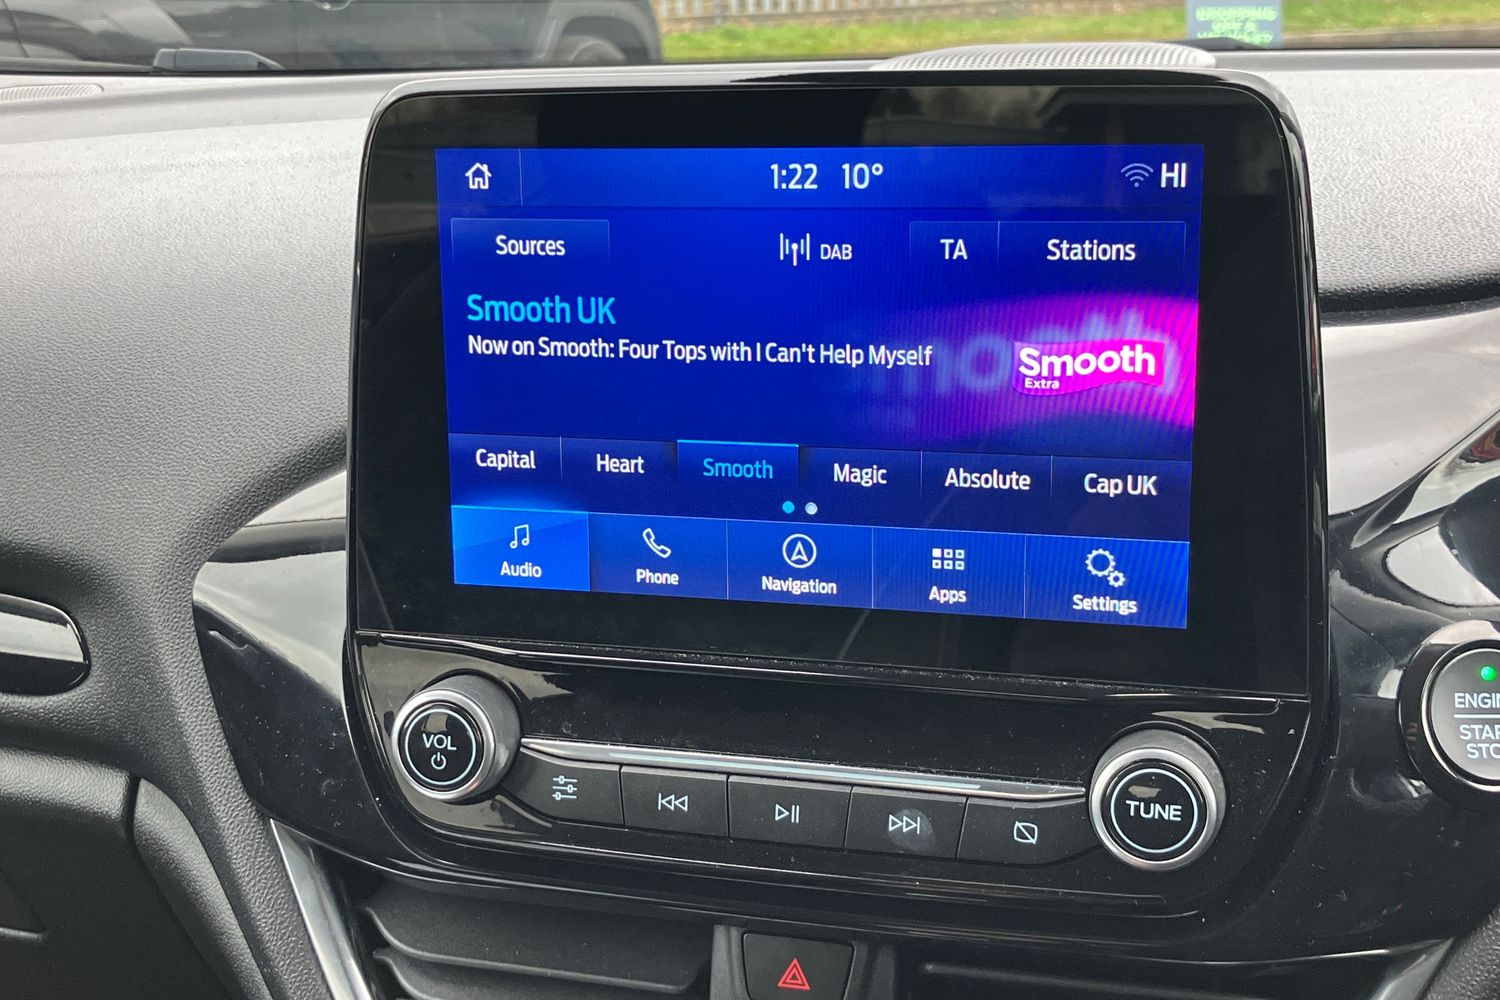 1:22 10° HI
Sources DAB TA Stations
Smooth UK
Now on Smooth: Four Tops with I Can't Help Myself
Smooth
Extra
Capital Heart Smooth Magic Absolute Cap UK
Audio Phone Navigation Apps Settings
VOL
TUNE